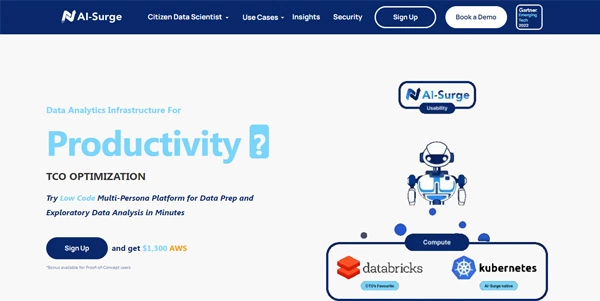 AI-Surge
Citizen Data Scientist
Use Cases
Insights
Security
Sign Up
Book a Demo
Gartner
Emerging
Tech
2022
Data Analytics Infrastructure For
Productivity ?
TCO OPTIMIZATION
Try Low Code Multi-Persona Platform for Data Prep and
Exploratory Data Analysis in Minutes
Sign Up and get $1,300 AWS
*Bonus available for Proof-of-Concept users
AI-Surge
Usability
Compute
databricks
CTO's Favourite
kubernetes
AI-Surge native